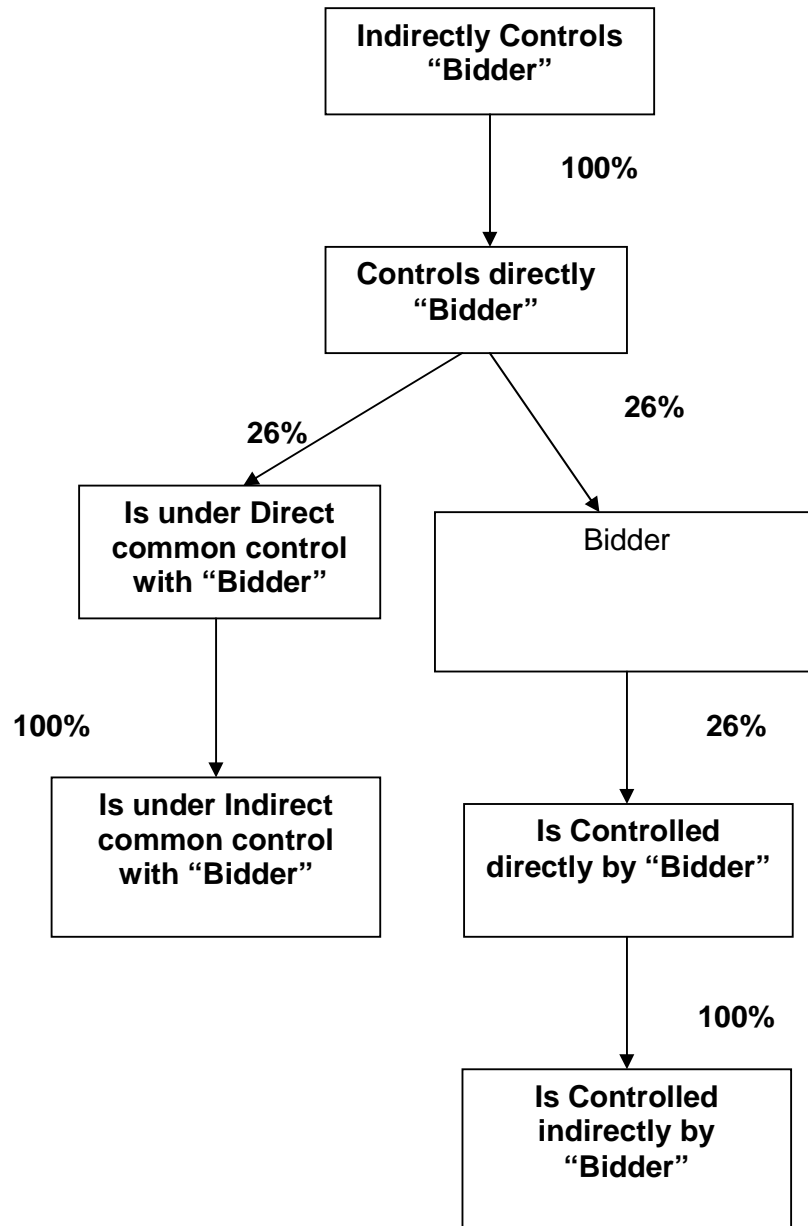 Indirectly Controls
“Bidder”
100%
Controls directly
“Bidder”
26%
26%
Is under Direct
common control
with “Bidder”
Bidder
100%
26%
Is under Indirect
common control
with “Bidder”
Is Controlled
directly by “Bidder”
100%
Is Controlled
indirectly by
“Bidder”